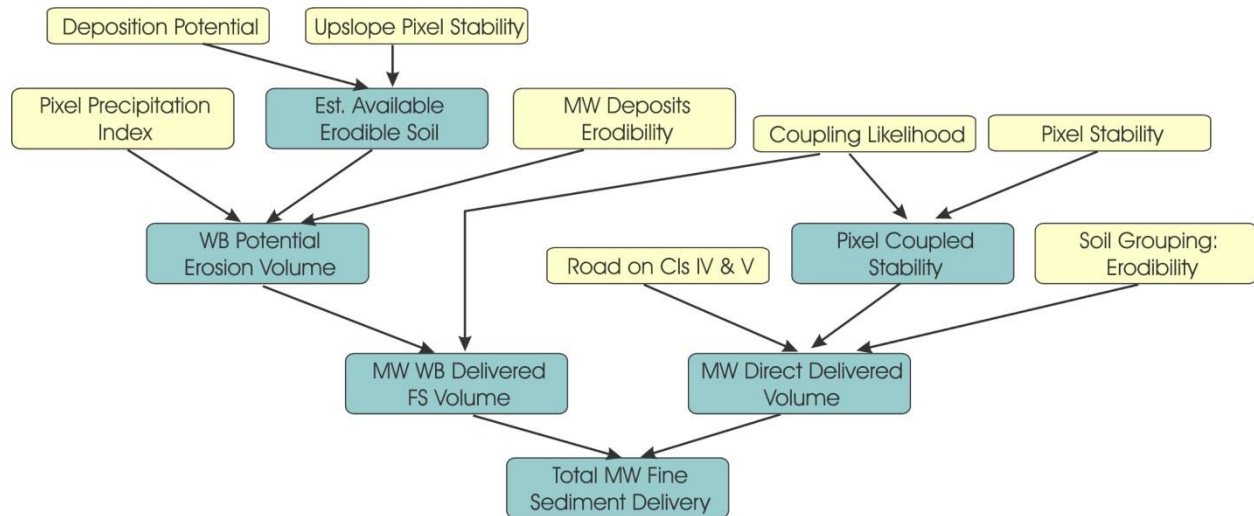 Deposition Potential
Upslope Pixel Stability
Pixel Precipitation
Index
Est. Available
Erodible Soil
MW Deposits
Erodibility
Coupling Likelihood
Pixel Stability
WB Potential
Erosion Volume
Pixel Coupled
Stability
Soil Grouping:
Erodibility
Road on Cls IV & V
MW WB Delivered
FS Volume
MW Direct Delivered
Volume
Total MW Fine
Sediment Delivery